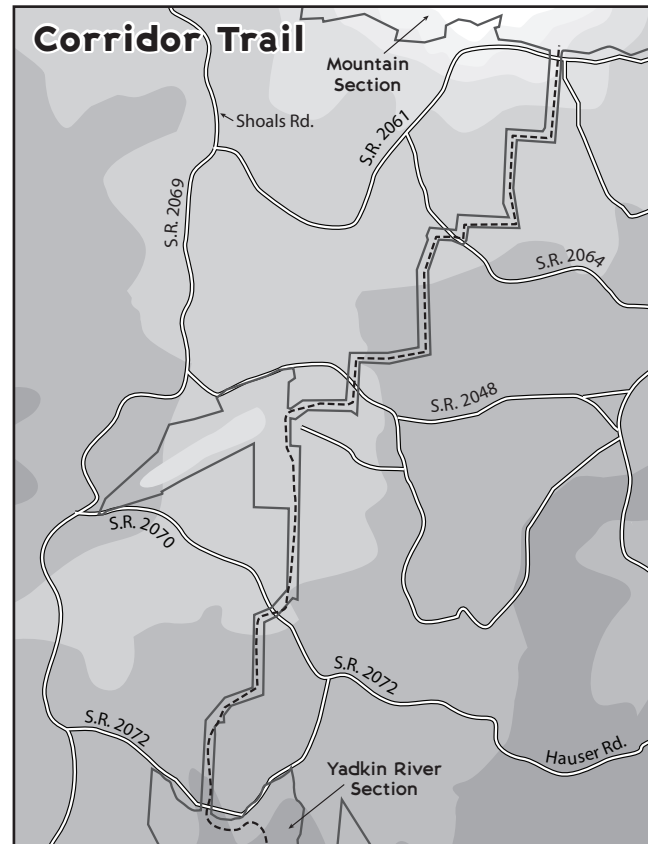 Corridor Trail
Mountain
Section
Shoals Rd.
S.R. 2061
S.R. 2069
S.R. 2064
S.R. 2048
S.R. 2070
S.R. 2072
S.R. 2072
Hauser Rd.
Yadkin River
Section